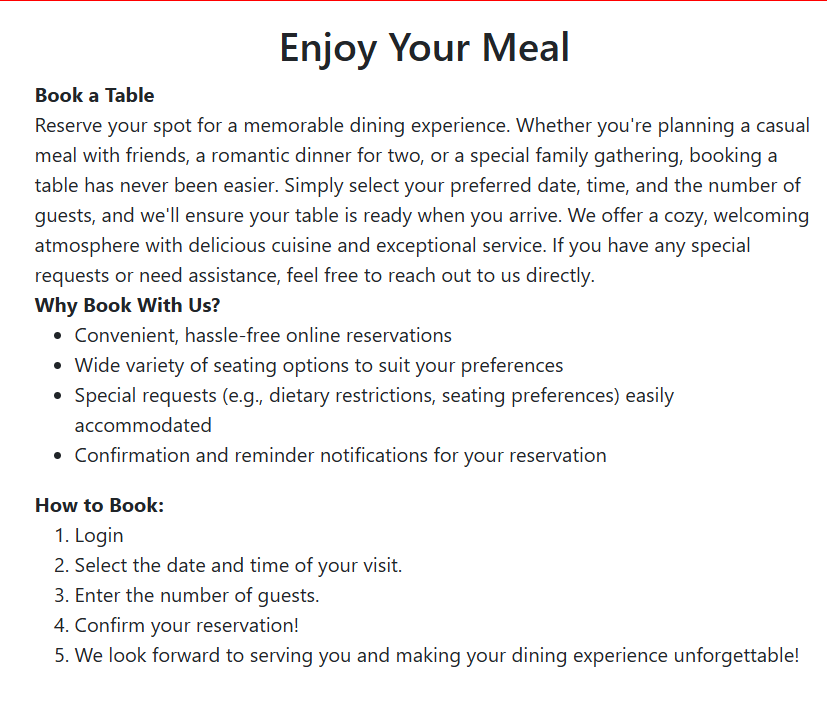 Enjoy Your Meal
Book a Table
Reserve your spot for a memorable dining experience. Whether you're planning a casual
meal with friends, a romantic dinner for two, or a special family gathering, booking a
table has never been easier. Simply select your preferred date, time, and the number of
guests, and we'll ensure your table is ready when you arrive. We offer a cozy, welcoming
atmosphere with delicious cuisine and exceptional service. If you have any special
requests or need assistance, feel free to reach out to us directly.
Why Book With Us?
• Convenient, hassle-free online reservations
• Wide variety of seating options to suit your preferences
• Special requests (e.g., dietary restrictions, seating preferences) easily
accommodated
• Confirmation and reminder notifications for your reservation
How to Book:
1. Login
2. Select the date and time of your visit.
3. Enter the number of guests.
4. Confirm your reservation!
5. We look forward to serving you and making your dining experience unforgettable!